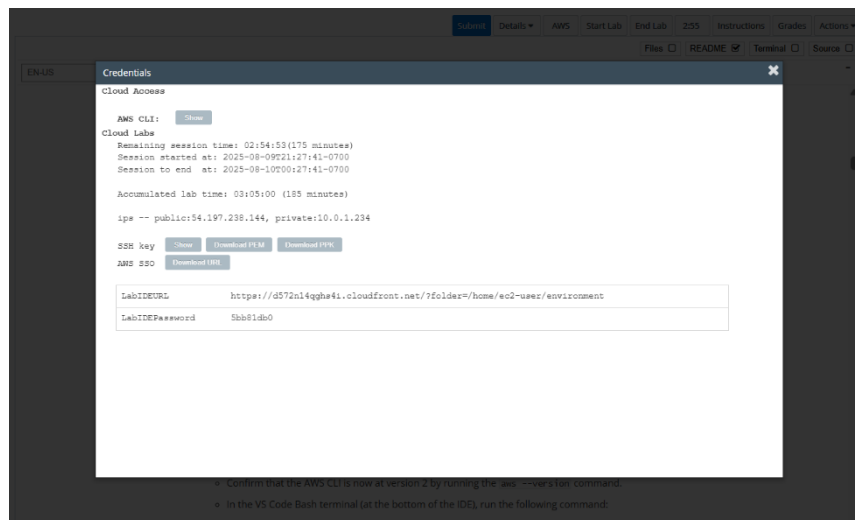 Submit Details AWS Start Lab End Lab 2:55 Instructions Grades Actions
Files README Terminal Source
EN-US
Credentials
Cloud Access
AWS CLI: Show
Cloud Labs
Remaining session time: 02:54:53(175 minutes)
Session started at: 2025-08-09T21:27:41-0700
Session to end at: 2025-08-10T00:27:41-0700
Accumulated lab time: 03:05:00 (185 minutes)
ips -- public:54.197.238.144, private:10.0.1.234
SSH key Show Download PEM Download PPK
AWS SSO Download URL
LabIDEURL https://d572n14qghs4i.cloudfront.net/?folder=/home/ec2-user/environment
LabIDEPassword 5bb81db0
Confirm that the AWS CLI is now at version 2 by running the aws --version command.
In the VS Code Bash terminal (at the bottom of the IDE), run the following command: